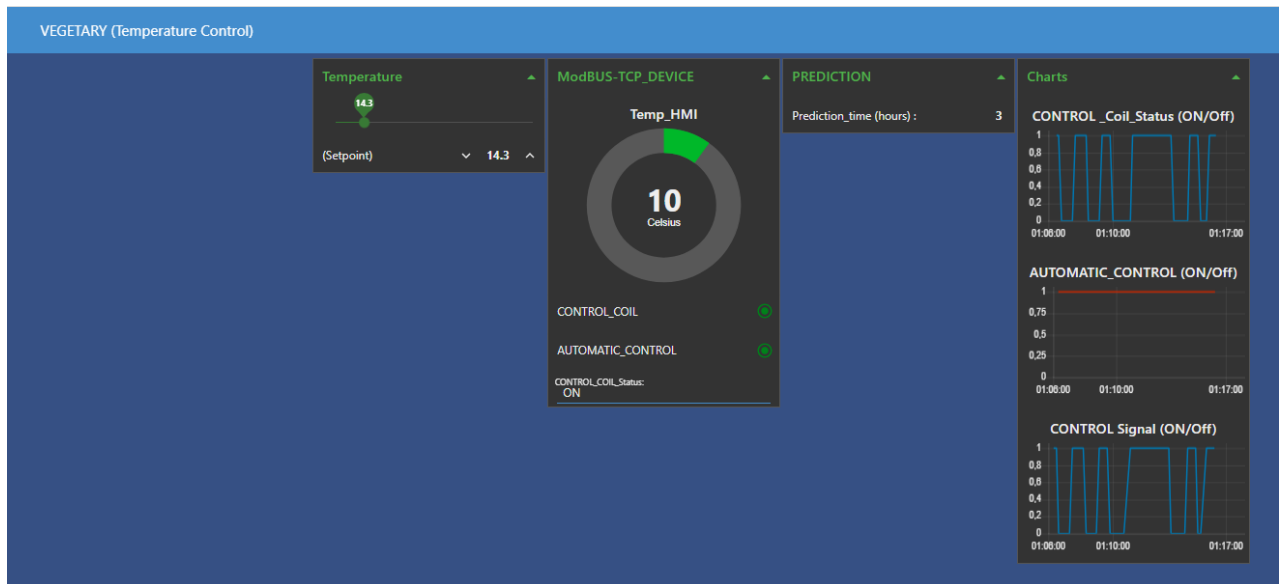 VEGETARY (Temperature Control)
Temperature
14.3
(Setpoint) 14.3
ModBUS-TCP_DEVICE
Temp_HMI
10
Celsius
CONTROL_COIL
AUTOMATIC_CONTROL
CONTROL_COIL_Status:
ON
PREDICTION
Prediction_time (hours) : 3
Charts
CONTROL _Coil_Status (ON/Off)
1
0,8
0,6
0,4
0,2
0
01:06:00 01:10:00 01:17:00
AUTOMATIC_CONTROL (ON/Off)
1
0,75
0,5
0,25
0
01:06:00 01:10:00 01:17:00
CONTROL Signal (ON/Off)
1
0,8
0,6
0,4
0,2
0
01:06:00 01:10:00 01:17:00